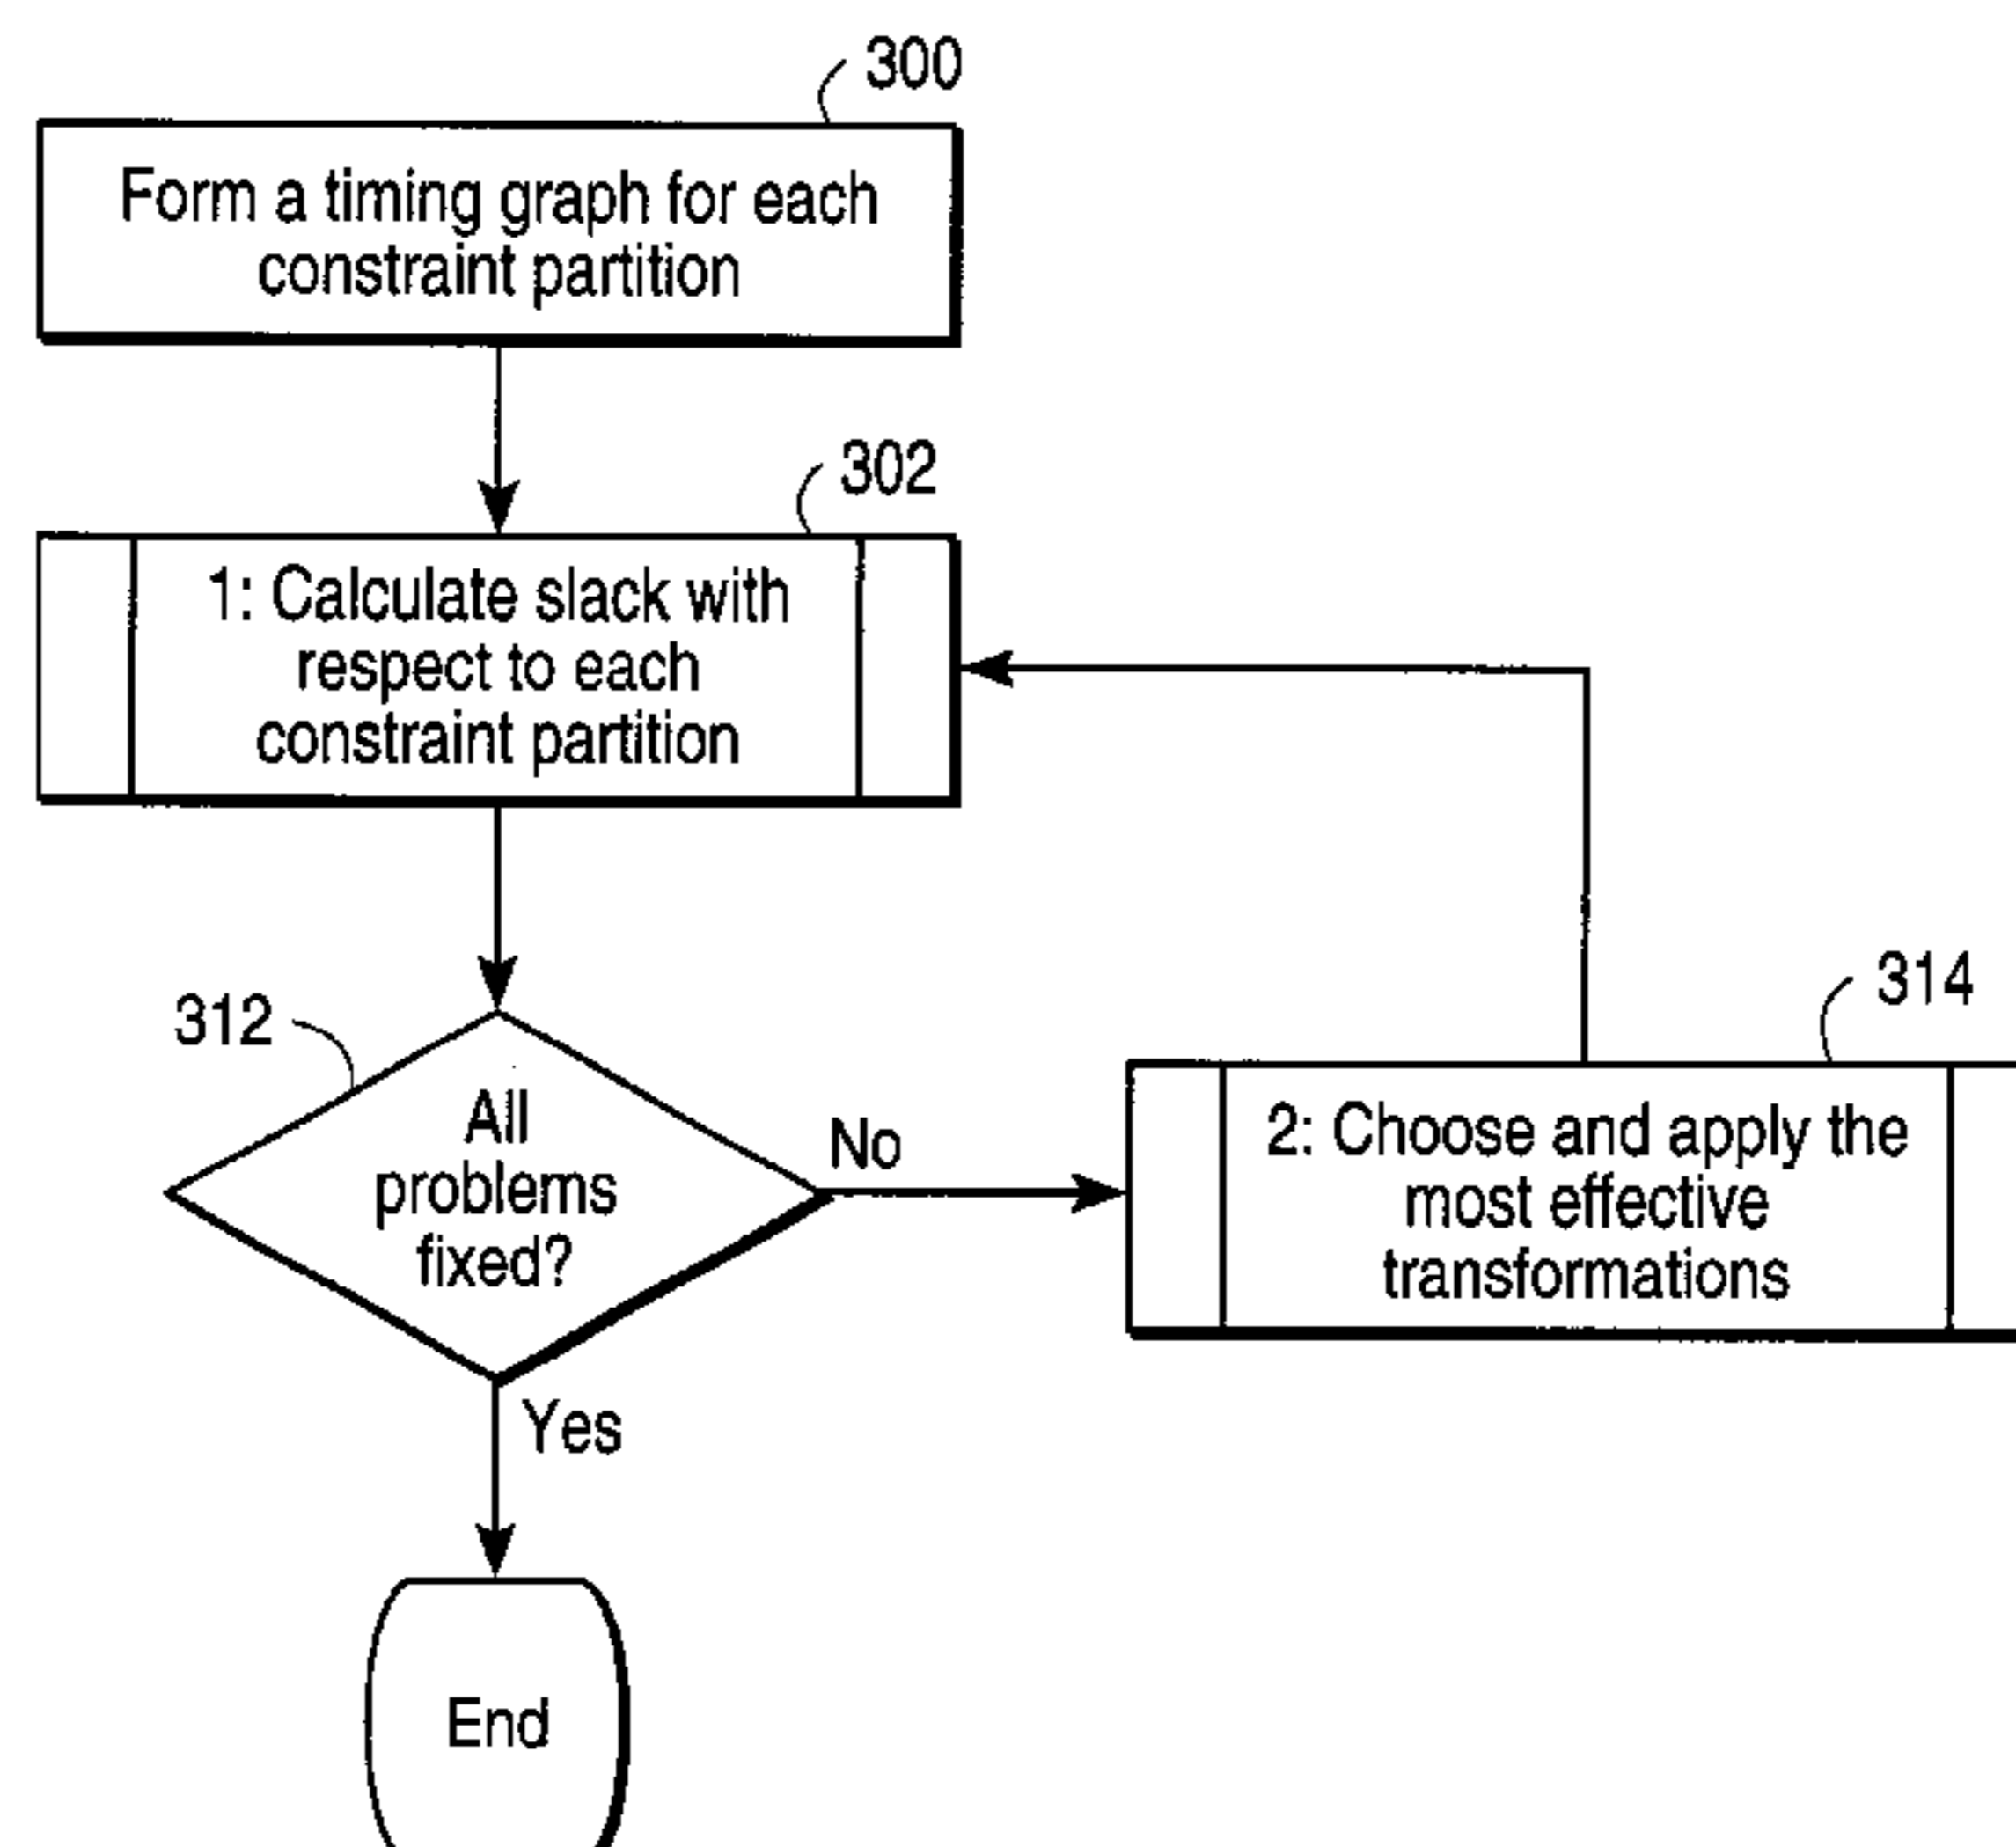 300
Form a timing graph for each
constraint partition
302
1: Calculate slack with
respect to each
constraint partition
312
All
problems
fixed?
No
314
2: Choose and apply the
most effective
transformations
Yes
End